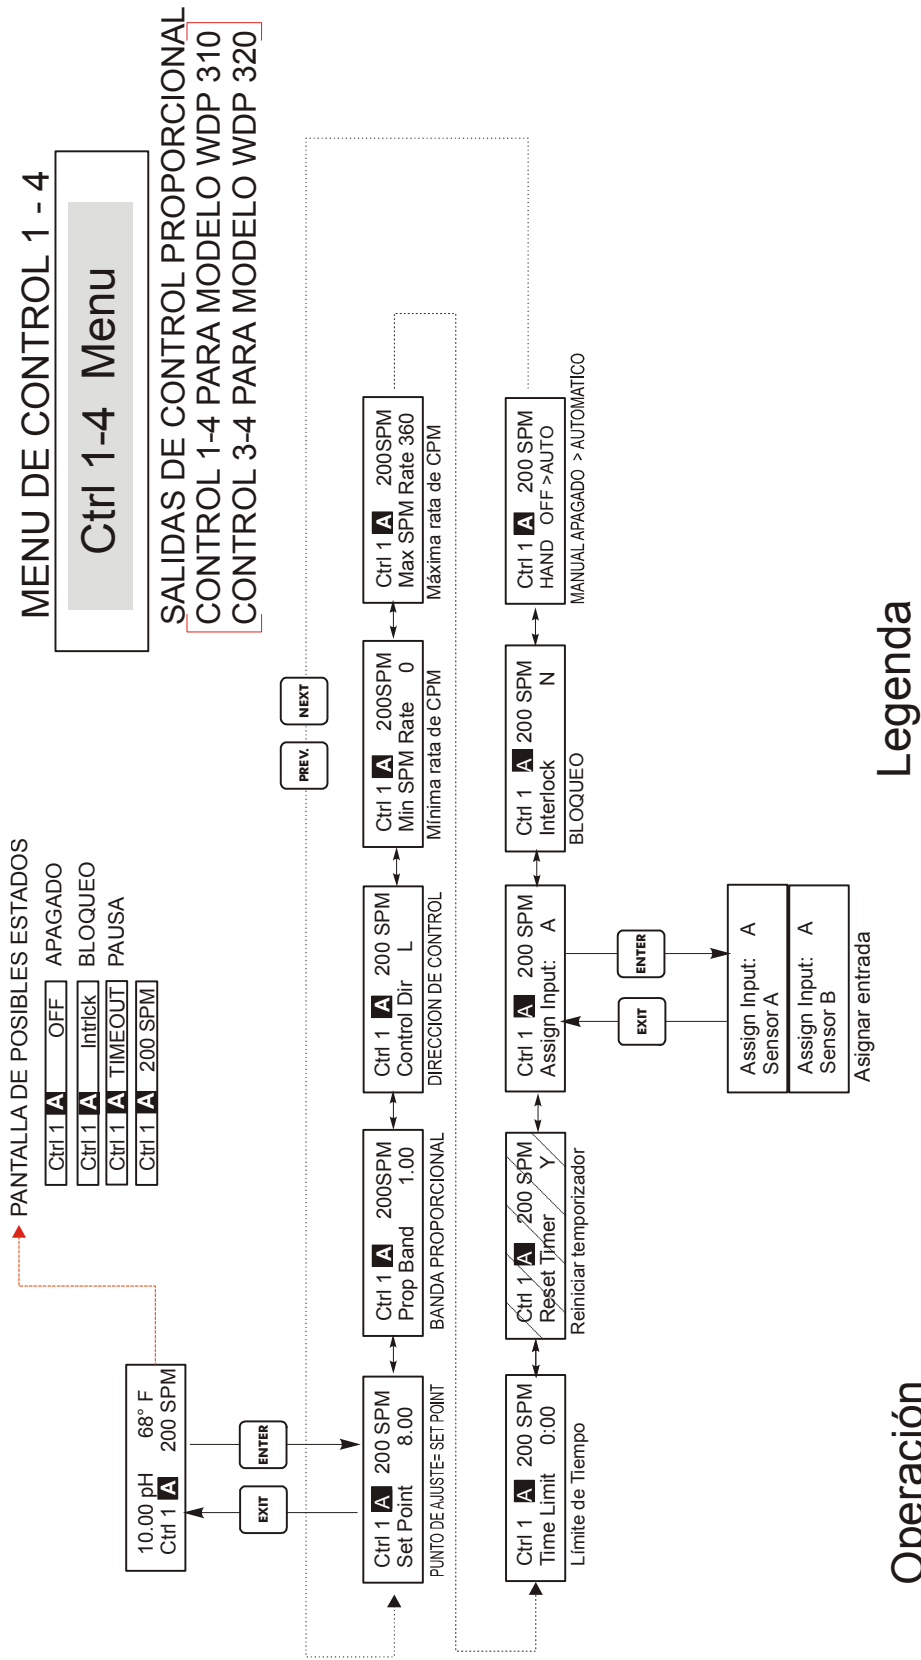 MENU DE CONTROL 1 - 4
Ctrl 1-4 Menu
SALIDAS DE CONTROL PROPORCIONAL
CONTROL 1-4 PARA MODELO WDP 310
CONTROL 3-4 PARA MODELO WDP 320
PANTALLA DE POSIBLES ESTADOS
Ctrl 1 A OFF APAGADO
Ctrl 1 A Intrlck BLOQUEO
Ctrl 1 A TIMEOUT PAUSA
Ctrl 1 A 200 SPM
10.00 pH 68° F
Ctrl 1 A 200 SPM
EXIT
ENTER
PREV.
NEXT
Ctrl 1 A 200 SPM
Set Point 8.00
PUNTO DE AJUSTE= SET POINT
Ctrl 1 A 200SPM
Prop Band 1.00
BANDA PROPORCIONAL
Ctrl 1 A 200 SPM
Control Dir L
DIRECCION DE CONTROL
Ctrl 1 A 200SPM
Min SPM Rate 0
Mínima rata de CPM
Ctrl 1 A 200SPM
Max SPM Rate 360
Máxima rata de CPM
Ctrl 1 A 200 SPM
Time Limit 0:00
Límite de Tiempo
Ctrl 1 A 200 SPM
Reset Timer Y
Reiniciar temporizador
Ctrl 1 A 200 SPM
Assign Input: A
Ctrl 1 A 200 SPM
Interlock N
BLOQUEO
Ctrl 1 A 200 SPM
HAND OFF >AUTO
MANUAL APAGADO > AUTOMATICO
EXIT
ENTER
Assign Input: A
Sensor A
Assign Input: A
Sensor B
Asignar entrada
Operación
Legenda